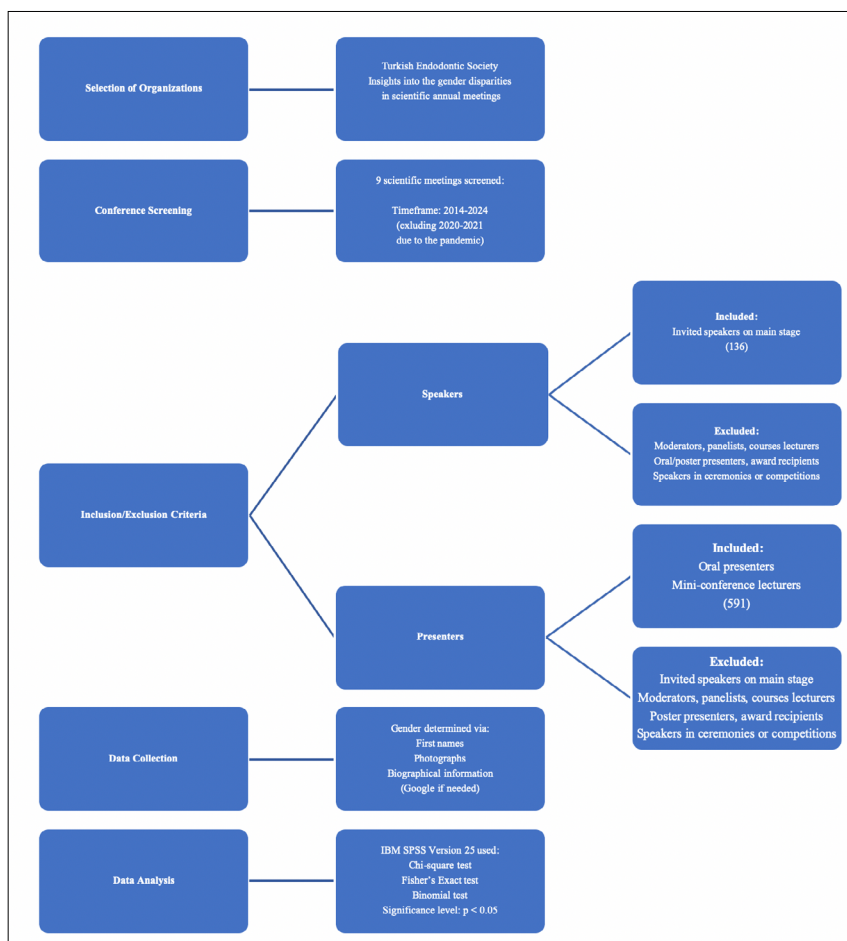 Selection of Organizations
Turkish Endodontic Society
Insights into the gender disparities
in scientific annual meetings
Conference Screening
9 scientific meetings screened:
Timeframe: 2014-2024
(exluding 2020-2021
due to the pandemic)
Inclusion/Exclusion Criteria
Speakers
Included:
Invited speakers on main stage
(136)
Excluded:
Moderators, panelists, courses lecturers
Oral/poster presenters, award recipients
Speakers in ceremonies or competitions
Presenters
Included:
Oral presenters
Mini-conference lecturers
(591)
Excluded:
Invited speakers on main stage
Moderators, panelists, courses lecturers
Poster presenters, award recipients
Speakers in ceremonies or competitions
Data Collection
Gender determined via:
First names
Photographs
Biographical information
(Google if needed)
Data Analysis
IBM SPSS Version 25 used:
Chi-square test
Fisher's Exact test
Binomial test
Significance level: p < 0.05